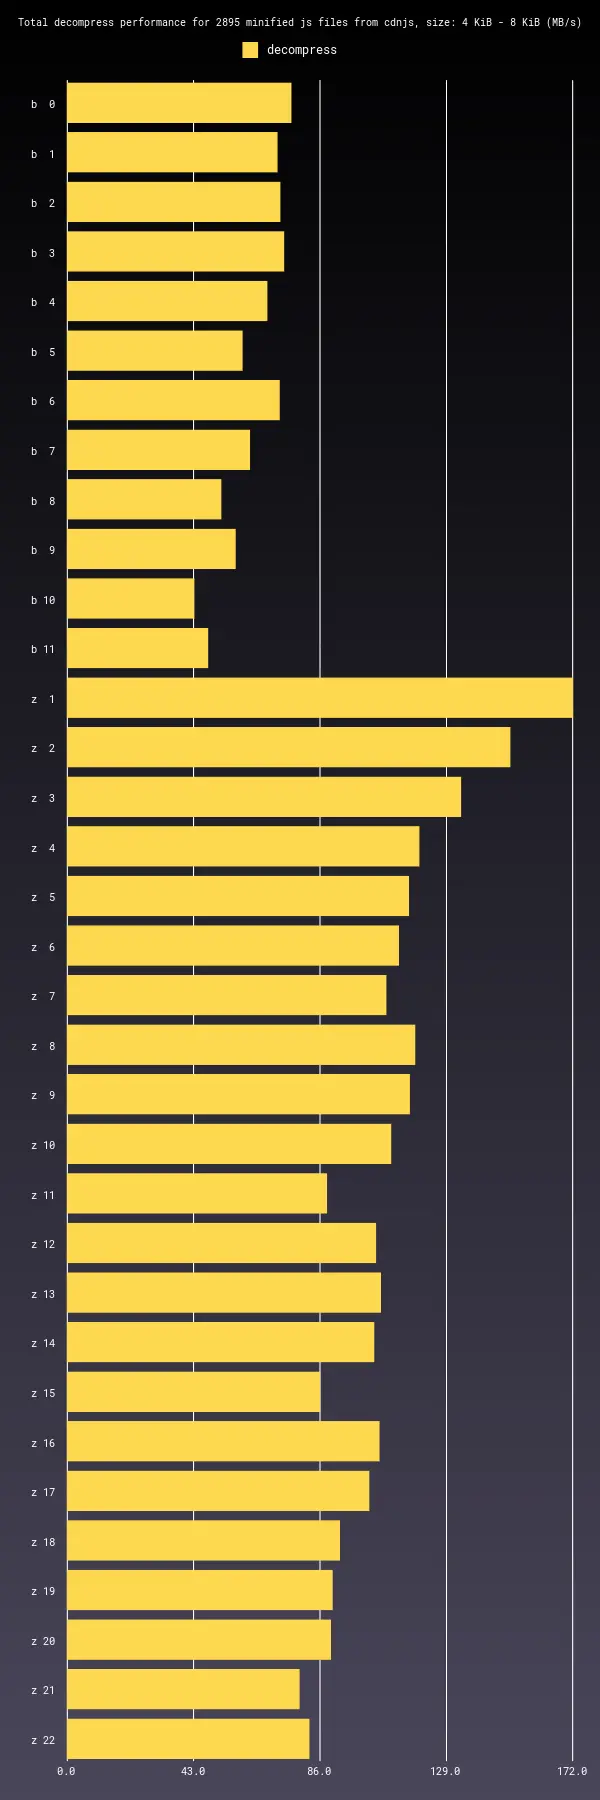 Total decompress performance for 2895 minified js files from cdnjs, size: 4 KiB - 8 KiB (MB/s)
decompress
b 0
b 1
b 2
b 3
b 4
b 5
b 6
b 7
b 8
b 9
b 10
b 11
z 1
z 2
z 3
z 4
z 5
z 6
z 7
z 8
z 9
z 10
z 11
z 12
z 13
z 14
z 15
z 16
z 17
z 18
z 19
z 20
z 21
z 22
0.0 43.0 86.0 129.0 172.0